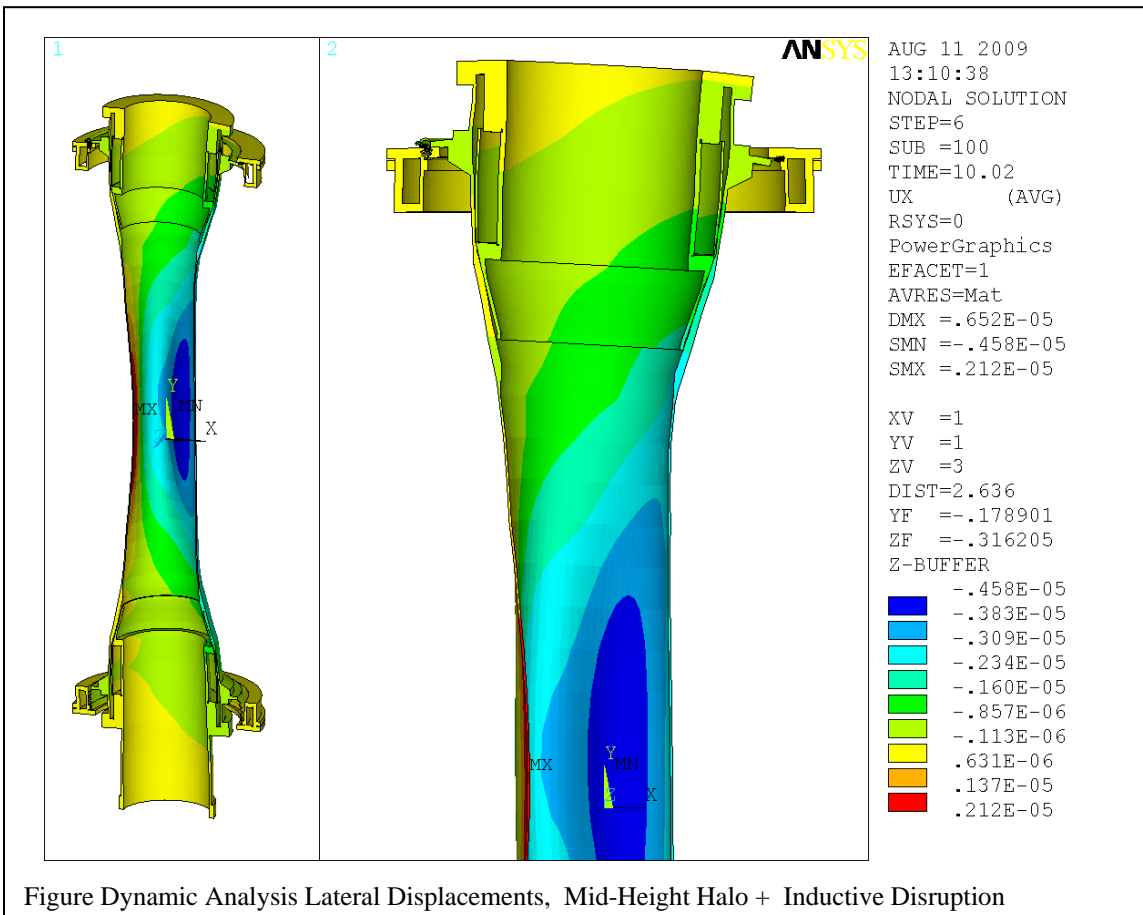 1
2
ANSYS
AUG 11 2009
13:10:38
NODAL SOLUTION
STEP=6
SUB =100
TIME=10.02
UX (AVG)
RSYS=0
PowerGraphics
EFACET=1
AVRES=Mat
DMX =.652E-05
SMN =-.458E-05
SMX =.212E-05
XV =1
YV =1
ZV =3
DIST=2.636
YF =-.178901
ZF =-.316205
Z-BUFFER
-.458E-05
-.383E-05
-.309E-05
-.234E-05
-.160E-05
-.857E-06
-.113E-06
.631E-06
.137E-05
.212E-05
Y
MX
MN
X
Z
Y
MX
MN
Z
X
Figure Dynamic Analysis Lateral Displacements, Mid-Height Halo + Inductive Disruption